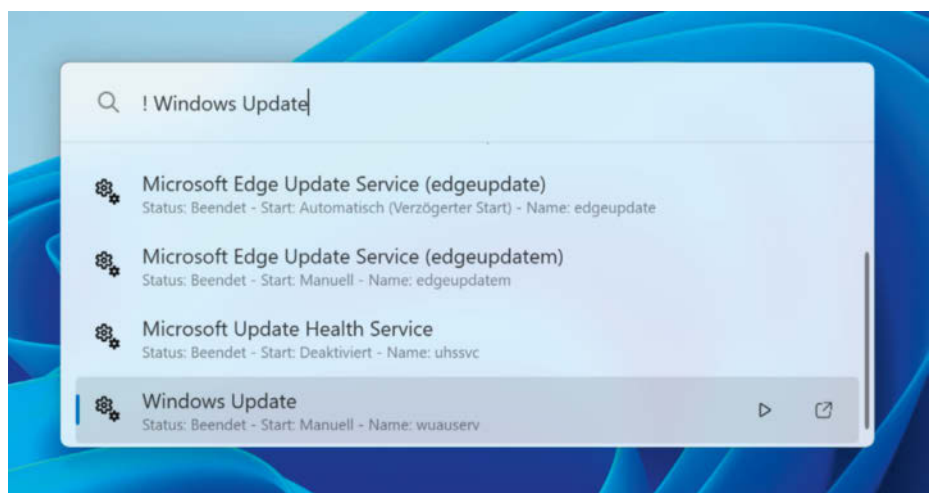 ! Windows Update
Microsoft Edge Update Service (edgeupdate)
Status: Beendet - Start: Automatisch (Verzögerter Start) - Name: edgeupdate
Microsoft Edge Update Service (edgeupdatem)
Status: Beendet - Start: Manuell - Name: edgeupdatem
Microsoft Update Health Service
Status: Beendet - Start: Deaktiviert - Name: uhssvc
Windows Update
Status: Beendet - Start: Manuell - Name: wuauserv